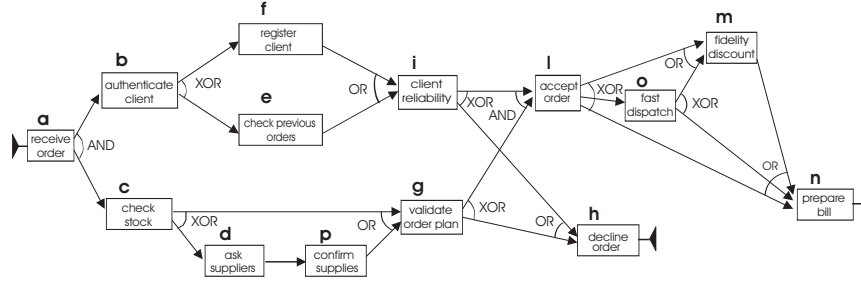 f
register
client
m
fidelity
discount
b
authenticate
client
XOR
i
client
reliability
OR
l
accept
order
XOR
AND
OR
XOR
o
fast
dispatch
XOR
e
check previous
orders
a
receive
order
AND
c
check
stock
XOR
g
validate
order plan
OR
XOR
d
ask
suppliers
p
confirm
supplies
h
decline
order
OR
OR
n
prepare
bill